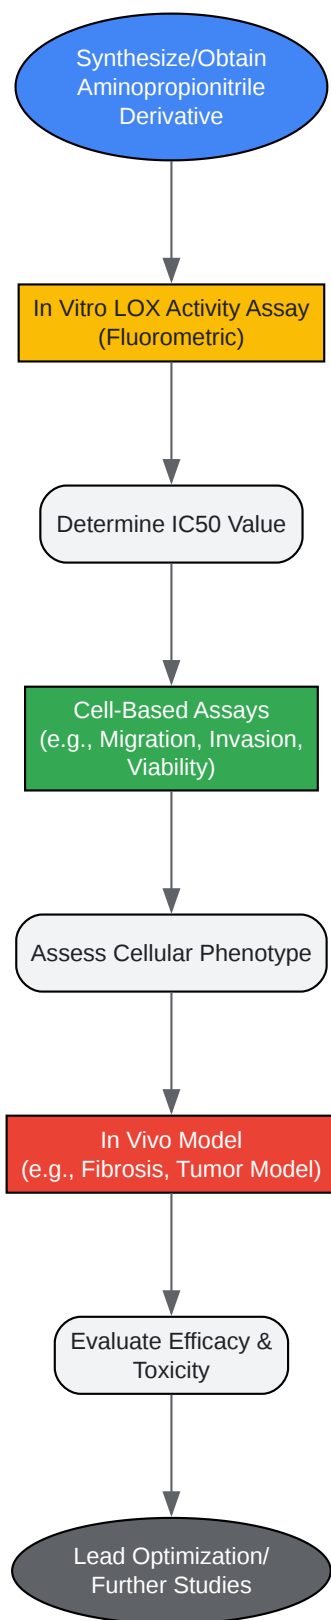 Synthesize/Obtain
Aminopropionitrile
Derivative
In Vitro LOX Activity Assay
(Fluorometric)
Determine IC50 Value
Cell-Based Assays
(e.g., Migration, Invasion,
Viability)
Assess Cellular Phenotype
In Vivo Model
(e.g., Fibrosis, Tumor Model)
Evaluate Efficacy &
Toxicity
Lead Optimization/
Further Studies